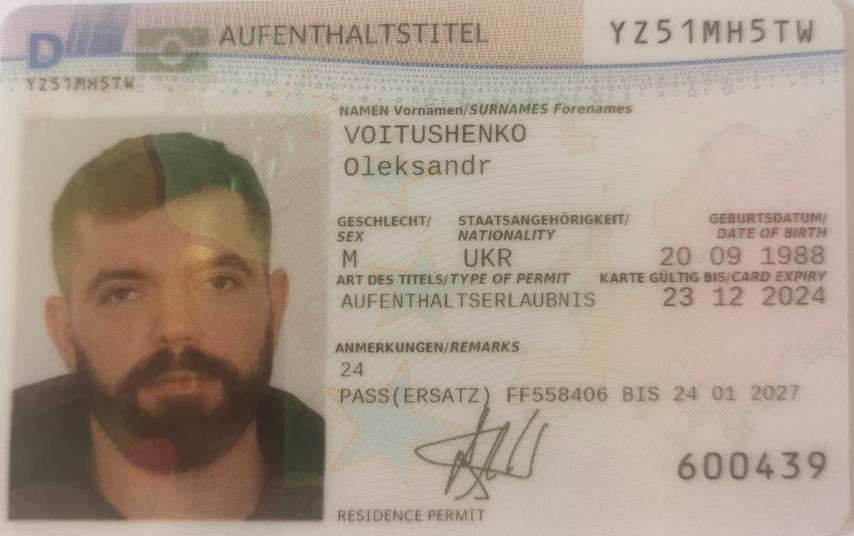 D AUFENTHALTSTITEL YZ51MH5TW
YZ51MH5TW
NAMEN Vornamen/SURNAMES Forenames
VOITUSHENKO
Oleksandr
GESCHLECHT/ STAATSANGEHÖRIGKEIT/ GEBURTSDATUM/
SEX NATIONALITY DATE OF BIRTH
M UKR 20 09 1988
ART DES TITELS/TYPE OF PERMIT KARTE GÜLTIG BIS/CARD EXPIRY
AUFENTHALTSERLAUBNIS 23 12 2024
ANMERKUNGEN/REMARKS
24
PASS(ERSATZ) FF558406 BIS 24 01 2027
600439
RESIDENCE PERMIT